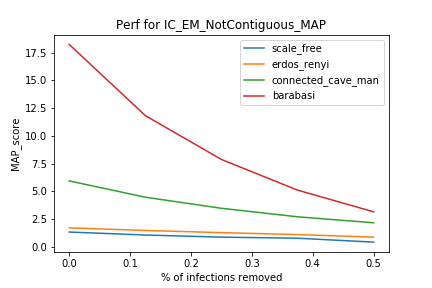 Perf for IC_EM_NotContiguous_MAP
scale_free
erdos_renyi
connected_cave_man
barabasi
MAP_score
17.5
15.0
12.5
10.0
7.5
5.0
2.5
0.0
0.0 0.1 0.2 0.3 0.4 0.5
% of infections removed